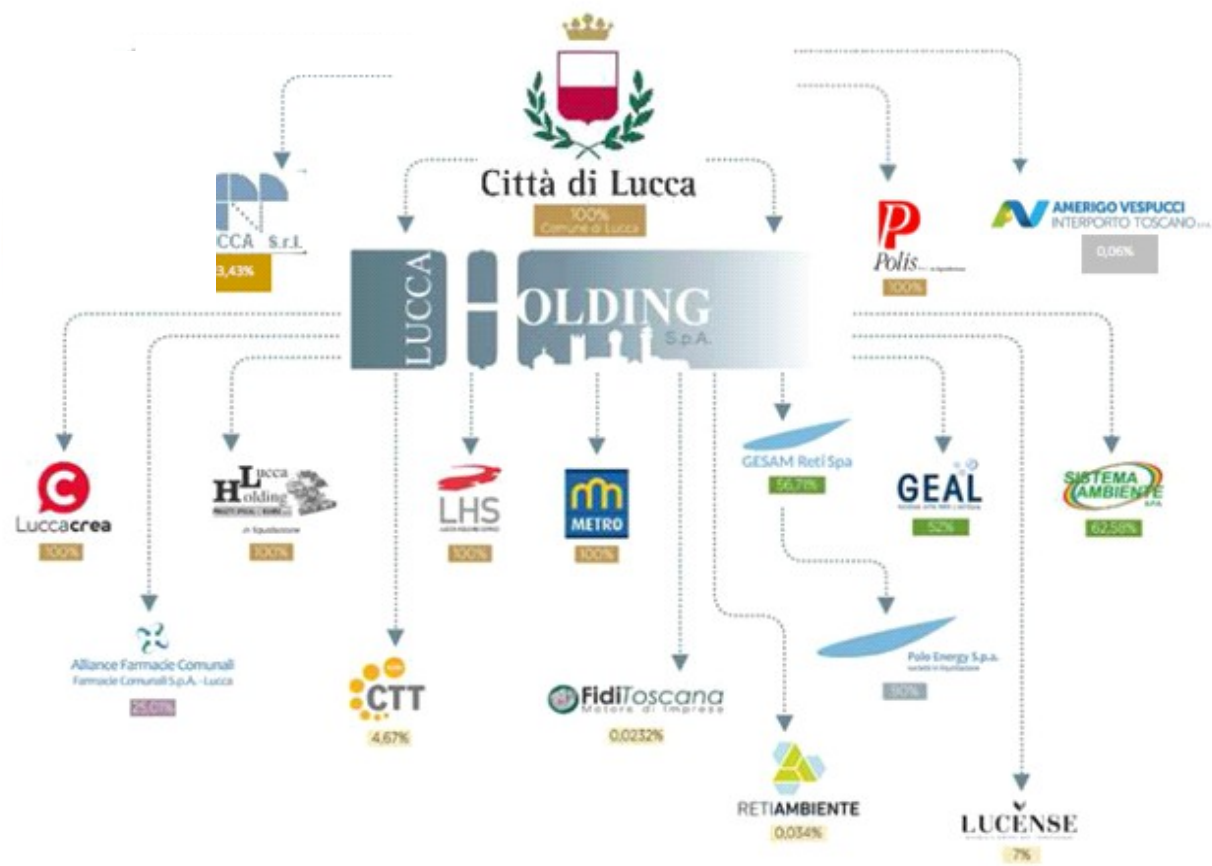 Città di Lucca
100%
Comune di Lucca
CCA S.r.l.
3,43%
Polis
100%
AMERIGO VESPUCCI
INTERPORTO TOSCANO
0,06%
LUCCA HOLDING
S.p.A.
Luccacrea
100%
Lucca
Holding
in liquidazione
100%
LHS
100%
METRO
100%
GESAM Reti Spa
56,71%
GEAL
52%
SISTEMA
AMBIENTE
S.P.A.
62,58%
Alliance Farmacie Comunali
Farmacie Comunali S.p.A. - Lucca
25,01%
CTT
4,67%
FidiToscana
Motore di Impresa
0,0232%
Polo Energy S.p.a.
società in liquidazione
90%
RETIAMBIENTE
0,034%
LUCENSE
7%